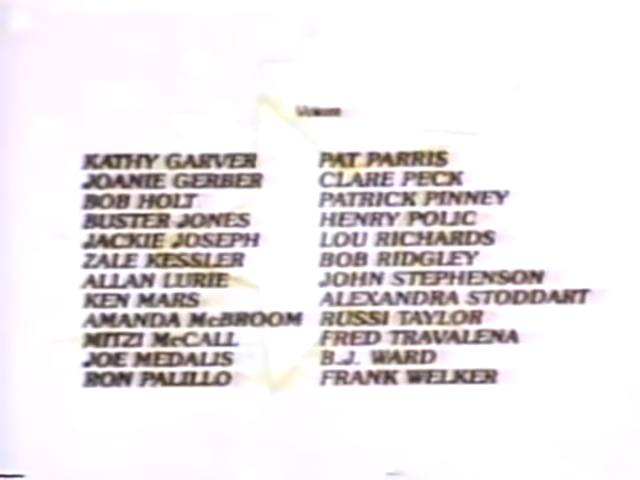 Voices
KATHY GARVER
JOANIE GERBER
BOB HOLT
BUSTER JONES
JACKIE JOSEPH
ZALE KESSLER
ALLAN LURIE
KEN MARS
AMANDA McBROOM
MITZI McCALL
JOE MEDALIS
RON PALILLO
PAT PARRIS
CLARE PECK
PATRICK PINNEY
HENRY POLIC
LOU RICHARDS
BOB RIDGLEY
JOHN STEPHENSON
ALEXANDRA STODDART
RUSSI TAYLOR
FRED TRAVALENA
B.J. WARD
FRANK WELKER